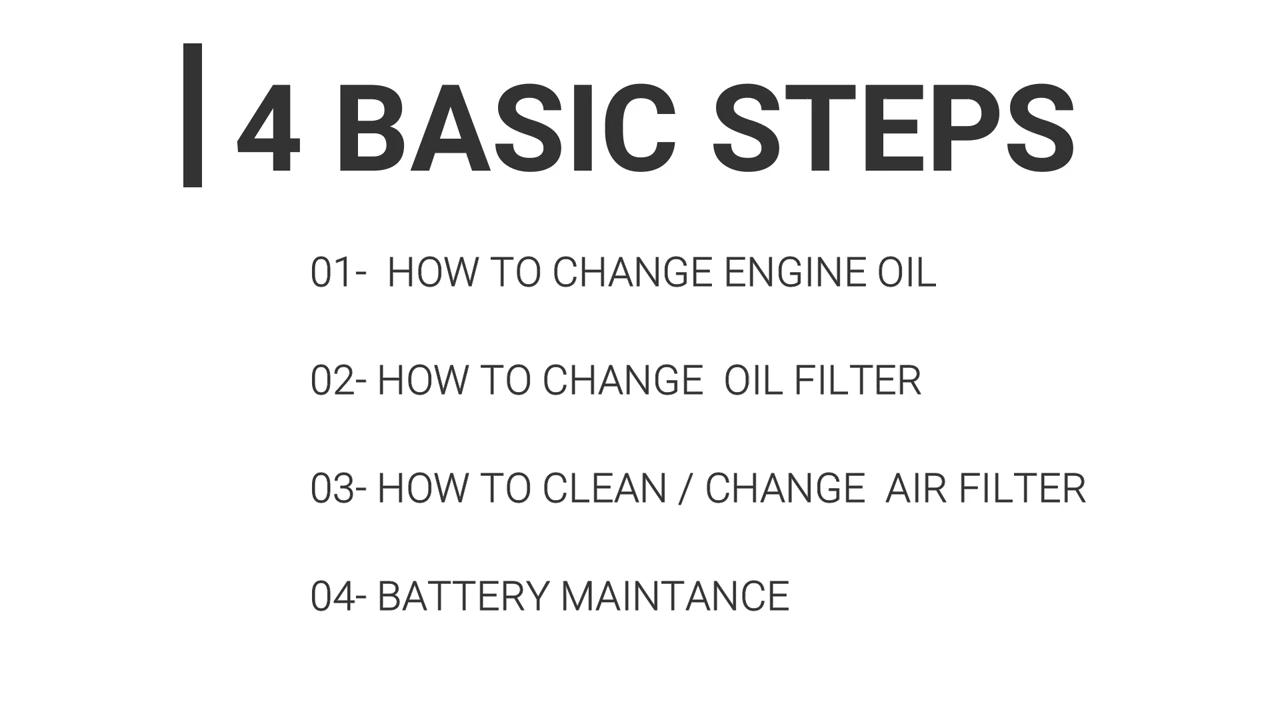 4 BASIC STEPS
01-  HOW TO CHANGE ENGINE OIL
02- HOW TO CHANGE  OIL FILTER
03- HOW TO CLEAN / CHANGE  AIR FILTER
04- BATTERY MAINTANCE